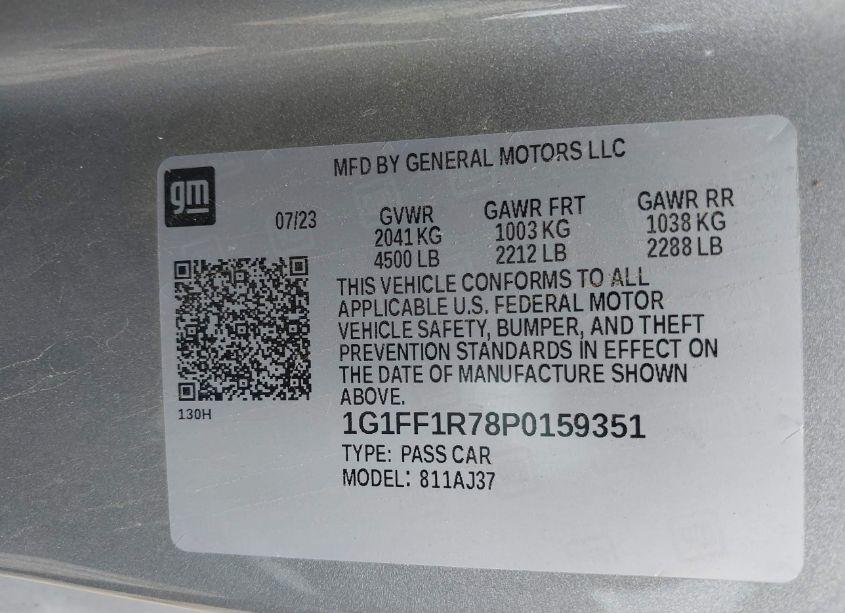 gm
MFD BY GENERAL MOTORS LLC
07/23
GVWR
2041 KG
4500 LB
GAWR FRT
1003 KG
2212 LB
GAWR RR
1038 KG
2288 LB
THIS VEHICLE CONFORMS TO ALL
APPLICABLE U.S. FEDERAL MOTOR
VEHICLE SAFETY, BUMPER, AND THEFT
PREVENTION STANDARDS IN EFFECT ON
THE DATE OF MANUFACTURE SHOWN
ABOVE.
130H
1G1FF1R78P0159351
TYPE: PASS CAR
MODEL: 811AJ37